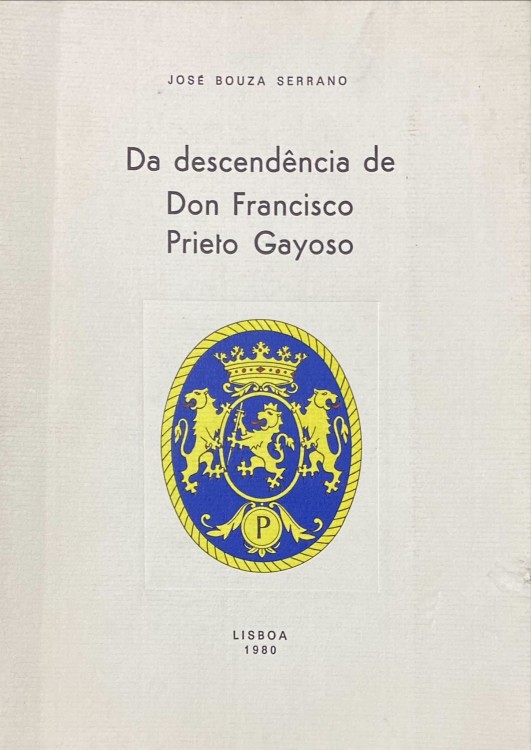 JOSÉ BOUZA SERRANO
Da descendência de
Don Francisco
Prieto Gayoso
P
LISBOA
1980